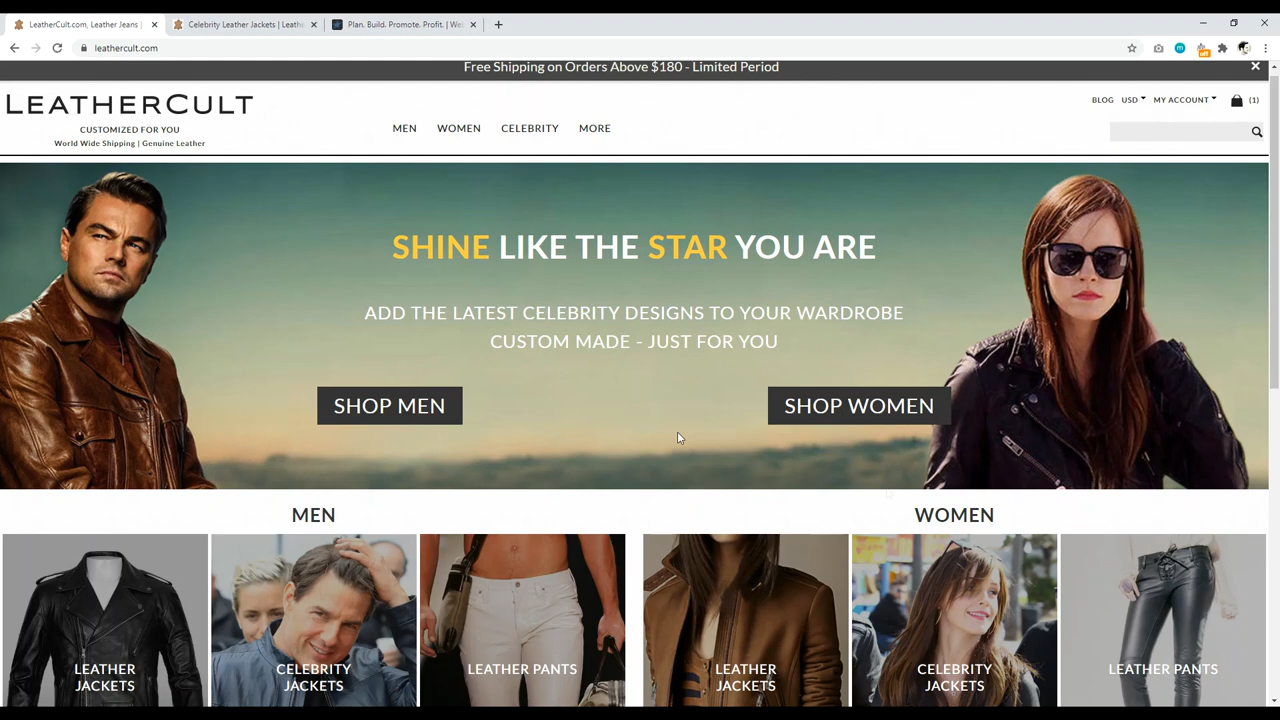 LeatherCult.com, Leather Jeans |
Celebrity Leather Jackets | Leath
Plan. Build. Promote. Profit. | We
leathercult.com
off
Free Shipping on Orders Above $180 - Limited Period
LEATHERCULT
CUSTOMIZED FOR YOU
World Wide Shipping | Genuine Leather
MEN WOMEN CELEBRITY MORE
BLOG USD MY ACCOUNT (1)
SHINE LIKE THE STAR YOU ARE
ADD THE LATEST CELEBRITY DESIGNS TO YOUR WARDROBE
CUSTOM MADE - JUST FOR YOU
SHOP MEN
SHOP WOMEN
MEN
WOMEN
LEATHER
JACKETS
CELEBRITY
JACKETS
LEATHER PANTS
LEATHER
JACKETS
CELEBRITY
JACKETS
LEATHER PANTS